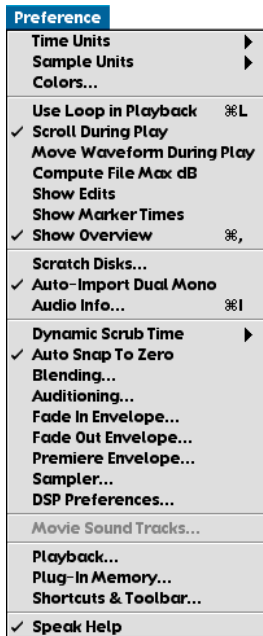 Preference
Time Units
Sample Units
Colors...
Use Loop in Playback ⌘L
Scroll During Play
Move Waveform During Play
Compute File Max dB
Show Edits
Show Marker Times
Show Overview ⌘,
Scratch Disks...
Auto-Import Dual Mono
Audio Info... ⌘I
Dynamic Scrub Time
Auto Snap To Zero
Blending...
Auditioning...
Fade In Envelope...
Fade Out Envelope...
Premiere Envelope...
Sampler...
DSP Preferences...
Movie Sound Tracks...
Playback...
Plug-In Memory...
Shortcuts & Toolbar...
Speak Help